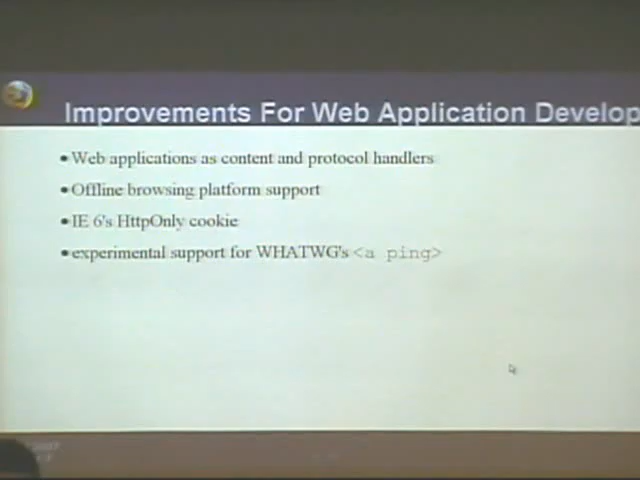 Improvements For Web Application Develop
• Web applications as content and protocol handlers
• Offline browsing platform support
• IE 6's HttpOnly cookie
• experimental support for WHATWG's <a ping>